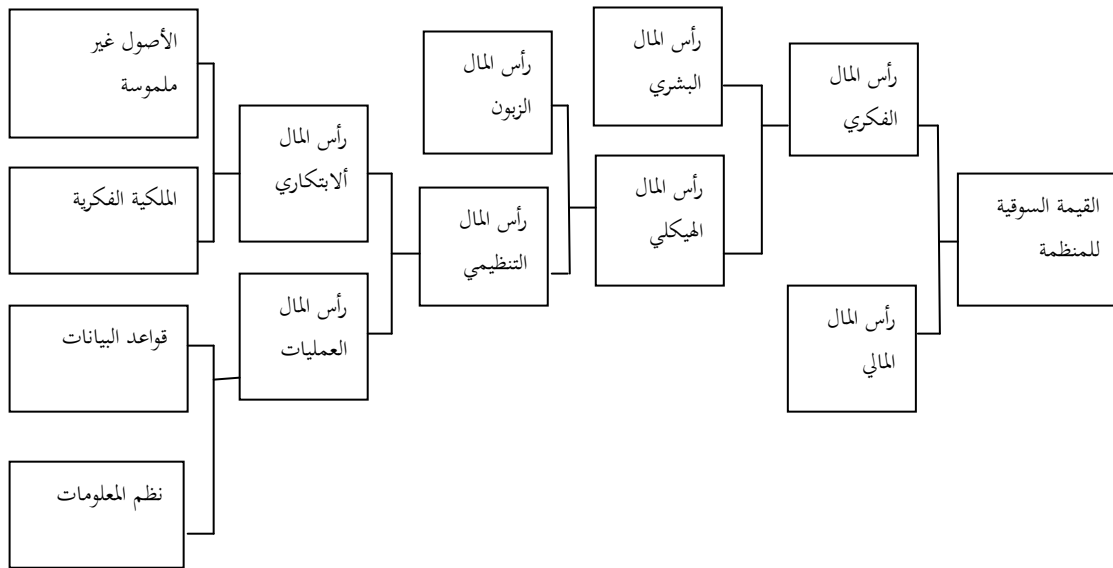 القيمة السوقية
للمنظمة
رأس المال
الفكري
رأس المال
المالي
رأس المال
البشري
رأس المال
الهيكلي
رأس المال
الزبون
رأس المال
التنظيمي
رأس المال
ألابتكاري
رأس المال
العمليات
الأصول غير
ملموسة
الملكية الفكرية
قواعد البيانات
نظم المعلومات